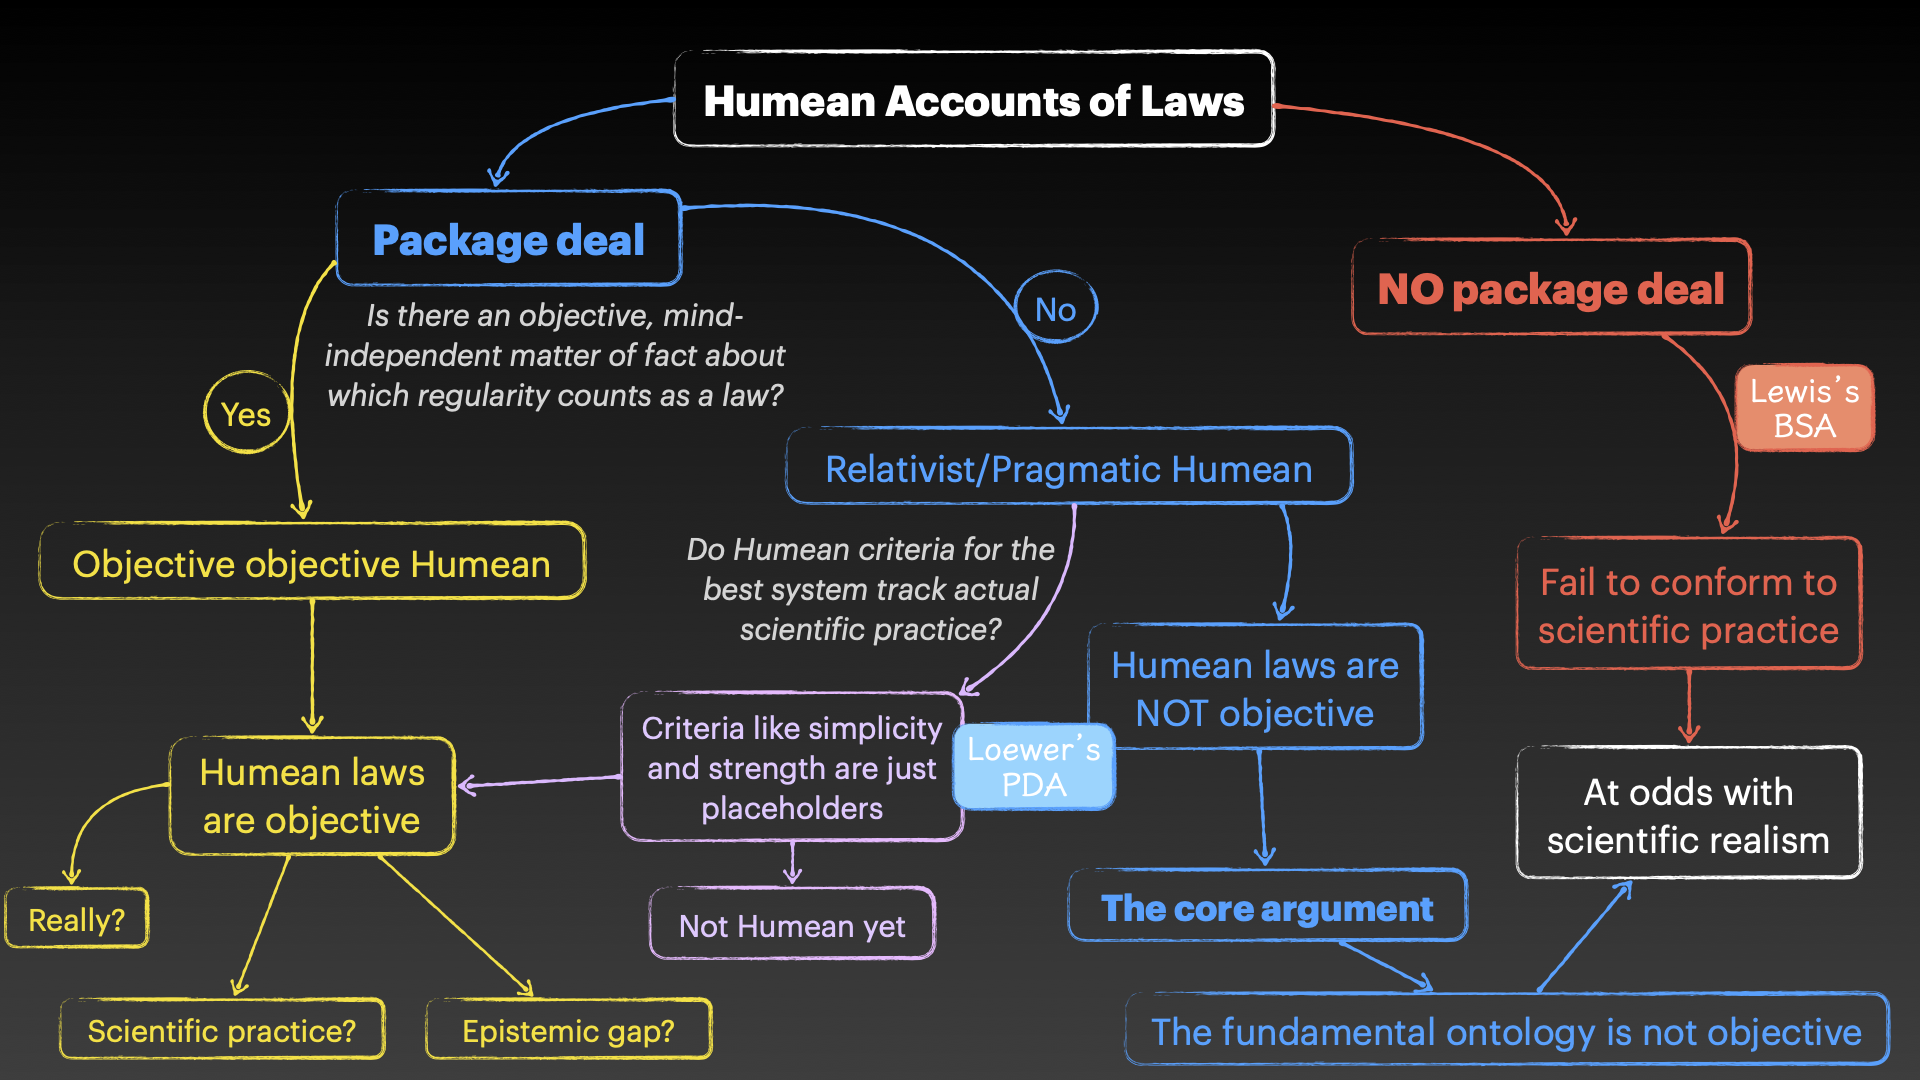 Humean Accounts of Laws
Package deal
NO package deal
Is there an objective, mind-
independent matter of fact about
which regularity counts as a law?
No
Yes
Lewis's
BSA
Relativist/Pragmatic Humean
Objective objective Humean
Do Humean criteria for the
best system track actual
scientific practice?
Fail to conform to
scientific practice
Humean laws are
NOT objective
Criteria like simplicity
and strength are just
placeholders
Loewer's
PDA
Humean laws
are objective
At odds with
scientific realism
Really?
Not Humean yet
The core argument
Scientific practice?
Epistemic gap?
The fundamental ontology is not objective